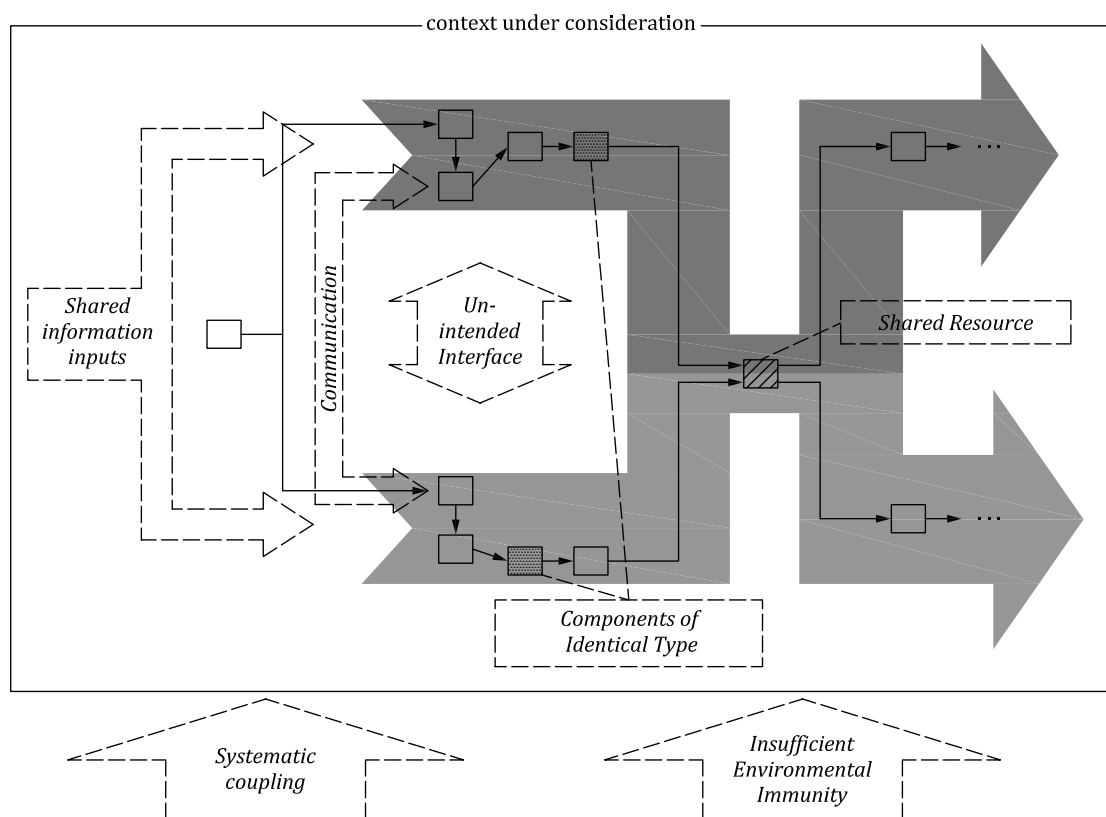 context under consideration
Shared
information
inputs
Communication
Un-
intended
Interface
Shared Resource
Components of
Identical Type
Systematic
coupling
Insufficient
Environmental
Immunity